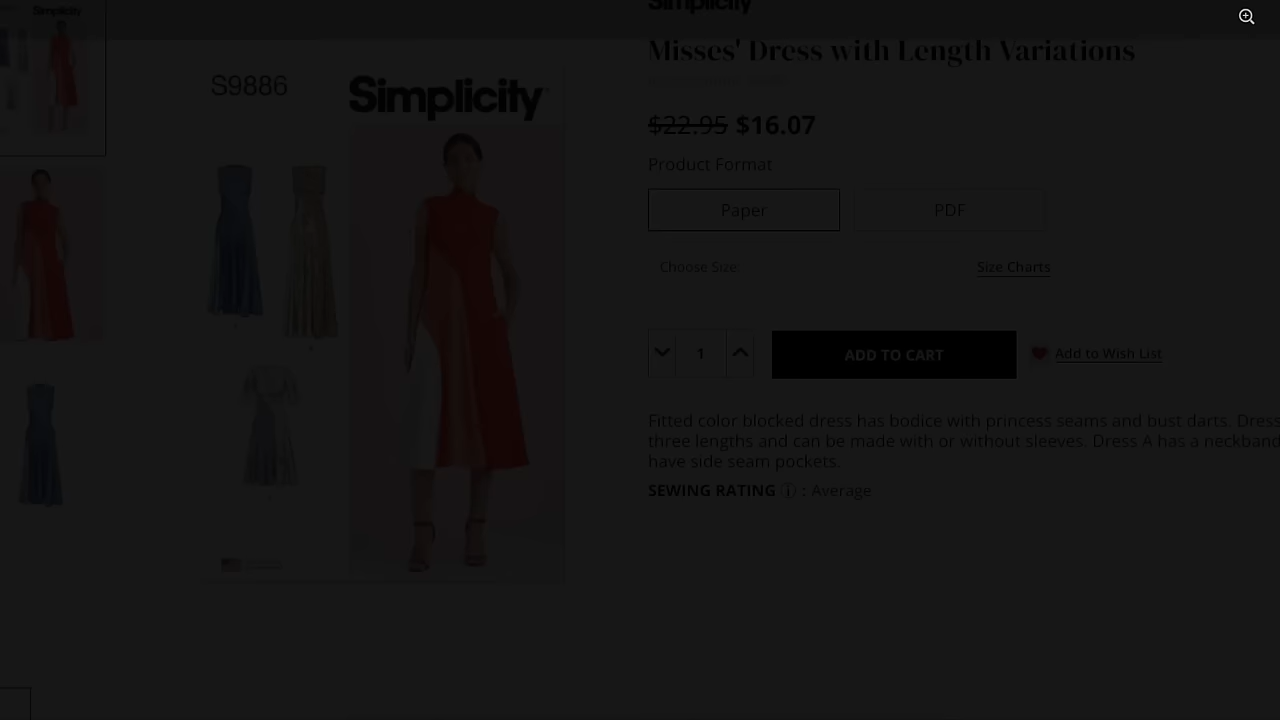 Simplicity
Simplicity
Misses' Dress with Length Variations
S9886
Simplicity
$22.95 $16.07
Product Format
Paper
PDF
Choose Size:
Size Charts
1
ADD TO CART
Add to Wish List
Fitted color blocked dress has bodice with princess seams and bust darts. Dress
three lengths and can be made with or without sleeves. Dress A has a neckband
have side seam pockets.
SEWING RATING ⓘ : Average